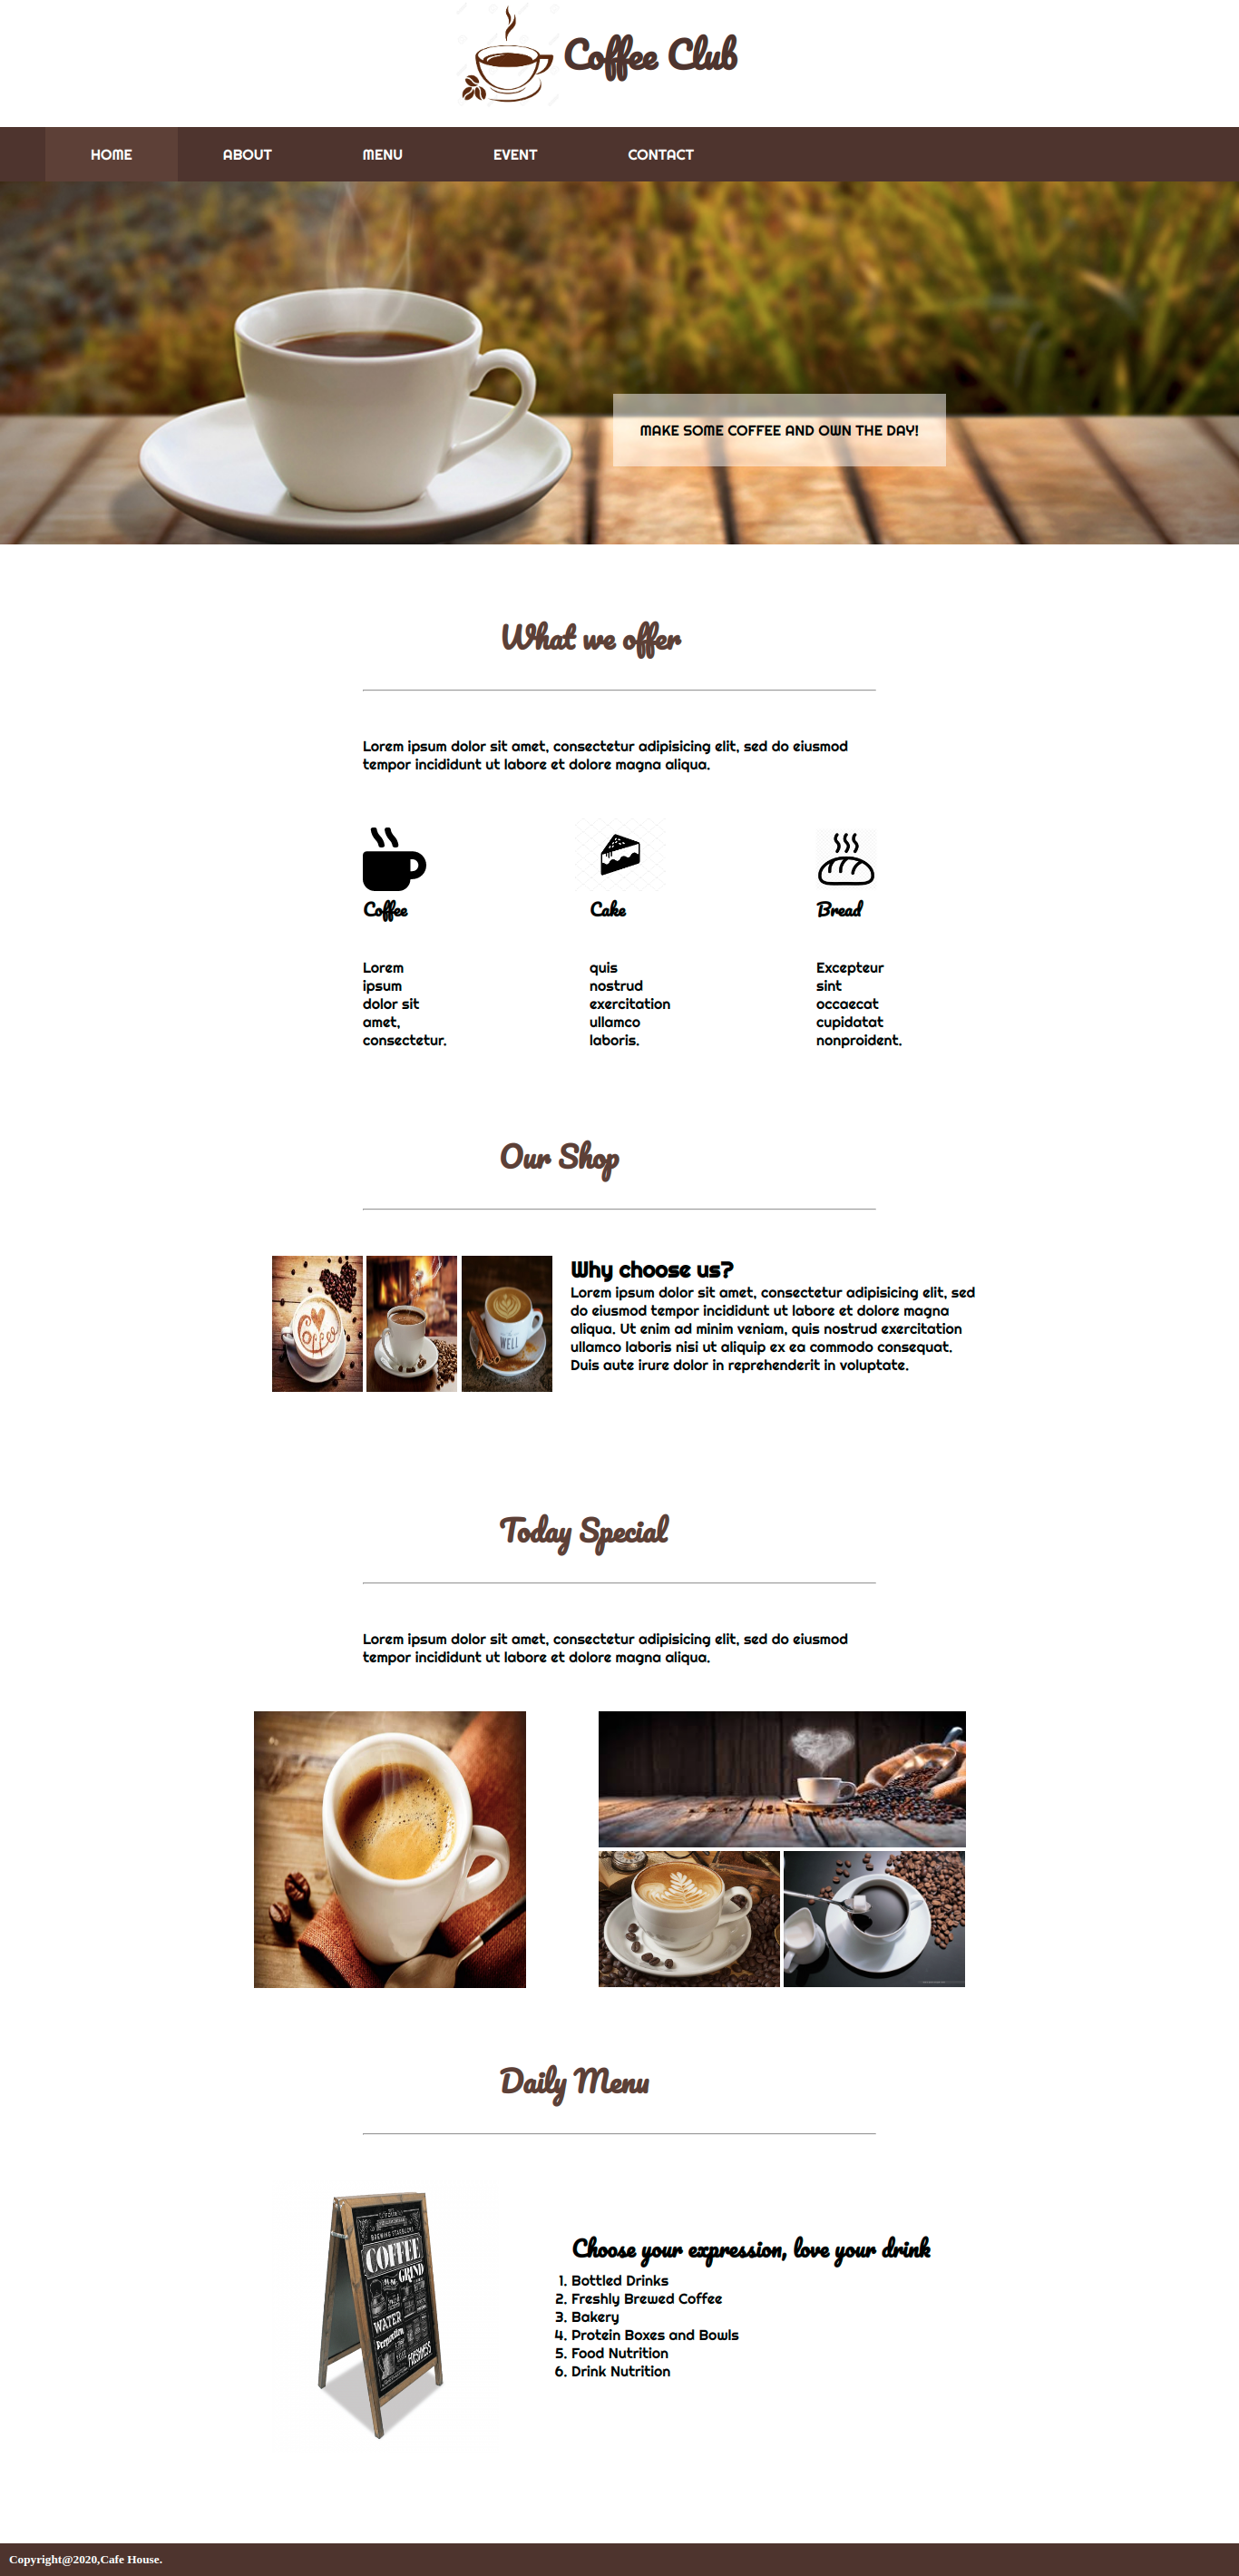 Coffee Club
HOME ABOUT MENU EVENT CONTACT
MAKE SOME COFFEE AND OWN THE DAY!
What we offer
Lorem ipsum dolor sit amet, consectetur adipisicing elit, sed do eiusmod
tempor incididunt ut labore et dolore magna aliqua.
Coffee
Lorem
ipsum
dolor sit
amet,
consectetur.
Cake
quis
nostrud
exercitation
ullamco
laboris.
Bread
Excepteur
sint
occaecat
cupidatat
nonproident.
Our Shop
Coffee
WELL
Why choose us?
Lorem ipsum dolor sit amet, consectetur adipisicing elit, sed
do eiusmod tempor incididunt ut labore et dolore magna
aliqua. Ut enim ad minim veniam, quis nostrud exercitation
ullamco laboris nisi ut aliquip ex ea commodo consequat.
Duis aute irure dolor in reprehenderit in voluptate.
Today Special
Lorem ipsum dolor sit amet, consectetur adipisicing elit, sed do eiusmod
tempor incididunt ut labore et dolore magna aliqua.
Daily Menu
COFFEE
GRIND
WATER
Proportion
Choose your expression, love your drink
1. Bottled Drinks
2. Freshly Brewed Coffee
3. Bakery
4. Protein Boxes and Bowls
5. Food Nutrition
6. Drink Nutrition
Copyright@2020,Cafe House.